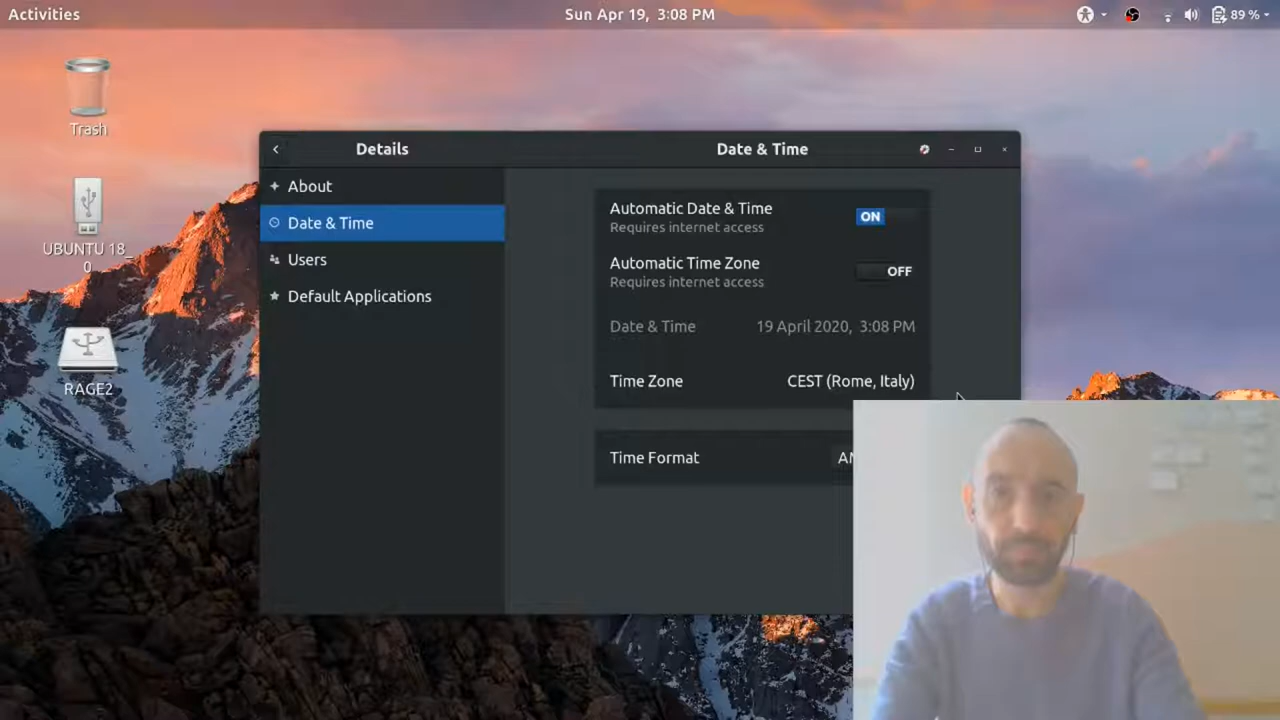 Activities
Sun Apr 19, 3:08 PM
89 %
Trash
UBUNTU 18_
0
RAGE2
Details
Date & Time
About
Date & Time
Users
Default Applications
Automatic Date & Time
Requires internet access
ON
Automatic Time Zone
Requires internet access
OFF
Date & Time
19 April 2020, 3:08 PM
Time Zone
CEST (Rome, Italy)
Time Format